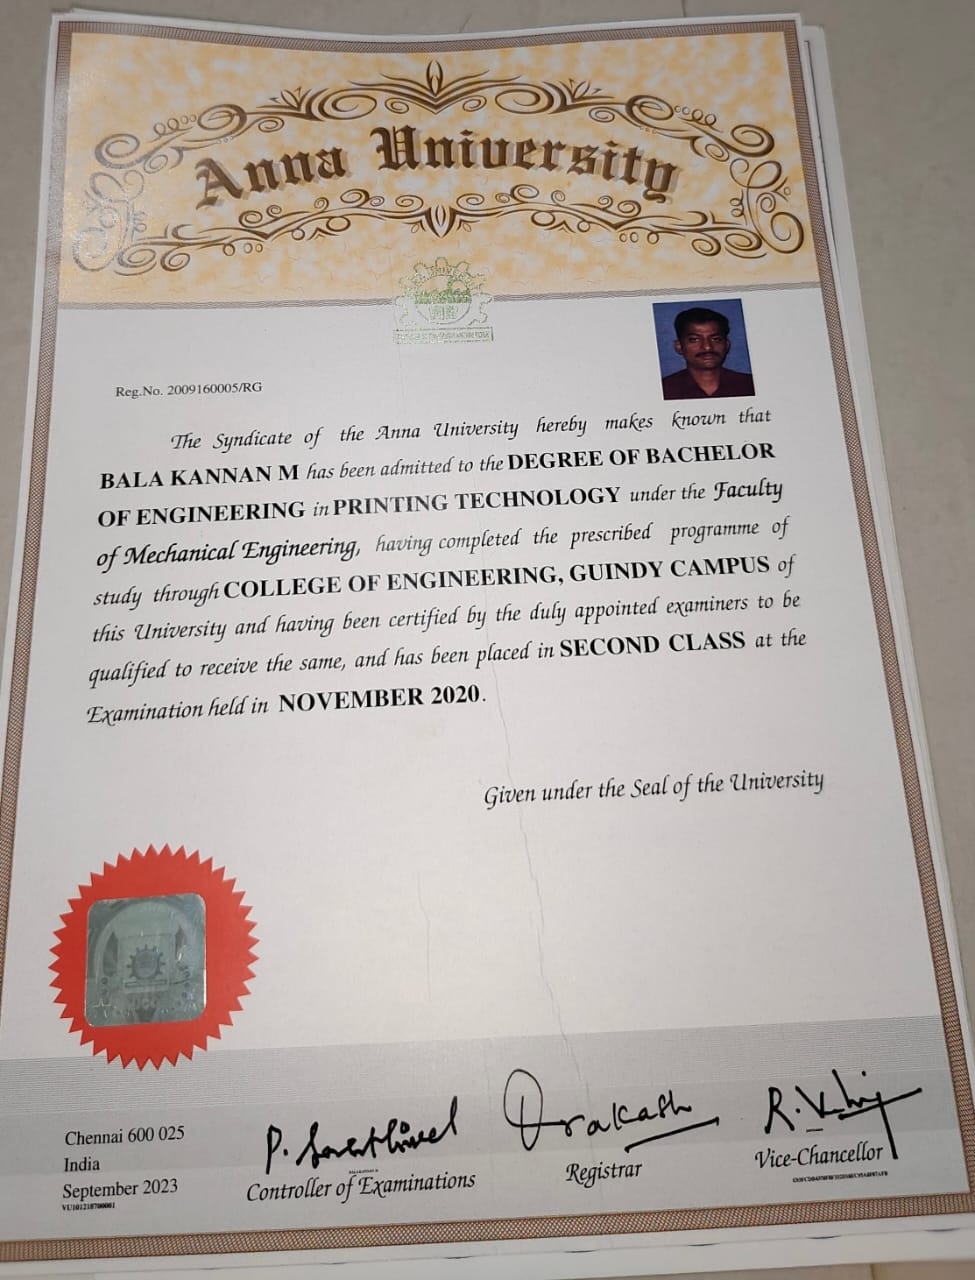 Anna University
Reg.No. 2009160005/RG
The Syndicate of the Anna University hereby makes known that
BALA KANNAN M has been admitted to the DEGREE OF BACHELOR
OF ENGINEERING in PRINTING TECHNOLOGY under the Faculty
of Mechanical Engineering, having completed the prescribed programme of
study through COLLEGE OF ENGINEERING, GUINDY CAMPUS of
this University and having been certified by the duly appointed examiners to be
qualified to receive the same, and has been placed in SECOND CLASS at the
Examination held in NOVEMBER 2020.
Given under the Seal of the University
Chennai 600 025
India
September 2023
VU101218700001
Controller of Examinations
Prakash
Registrar
Vice-Chancellor